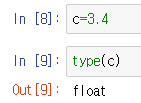 In [8]: c=3.4
In [9]: type(c)
Out[9]: float